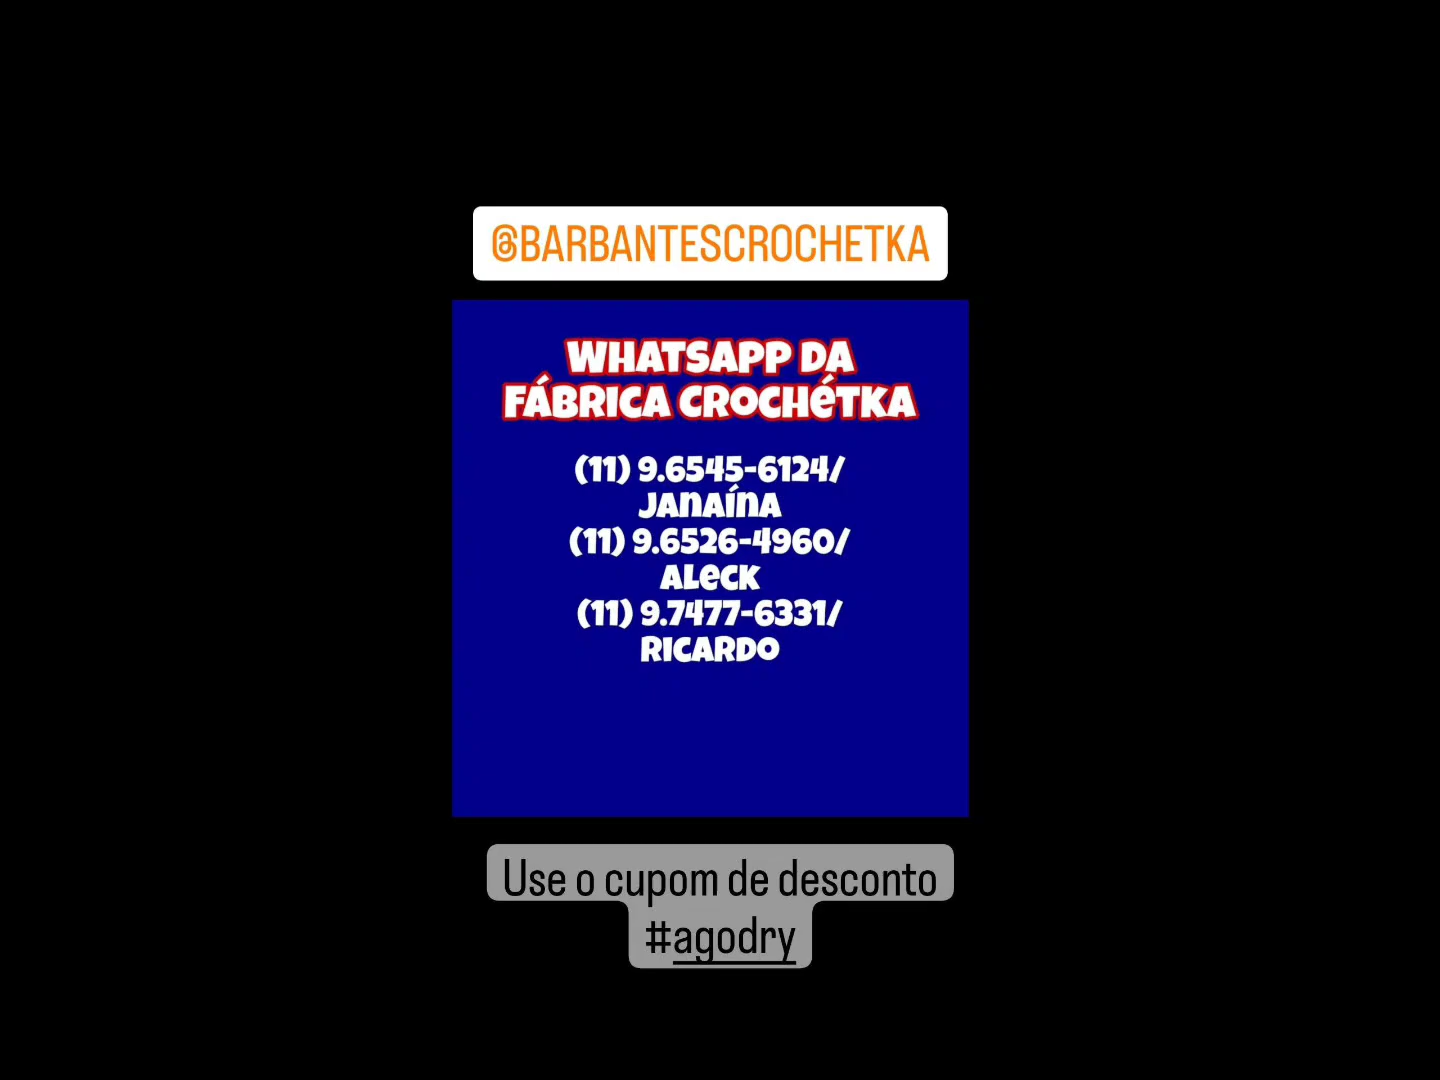 @BARBANTESCROCHETKA
WHATSAPP DA
FÁBRICA CROCHÉTKA
(11) 9.6545-6124/
JANAÍNA
(11) 9.6526-4960/
ALECK
(11) 9.7477-6331/
RICARDO
Use o cupom de desconto
#agodry